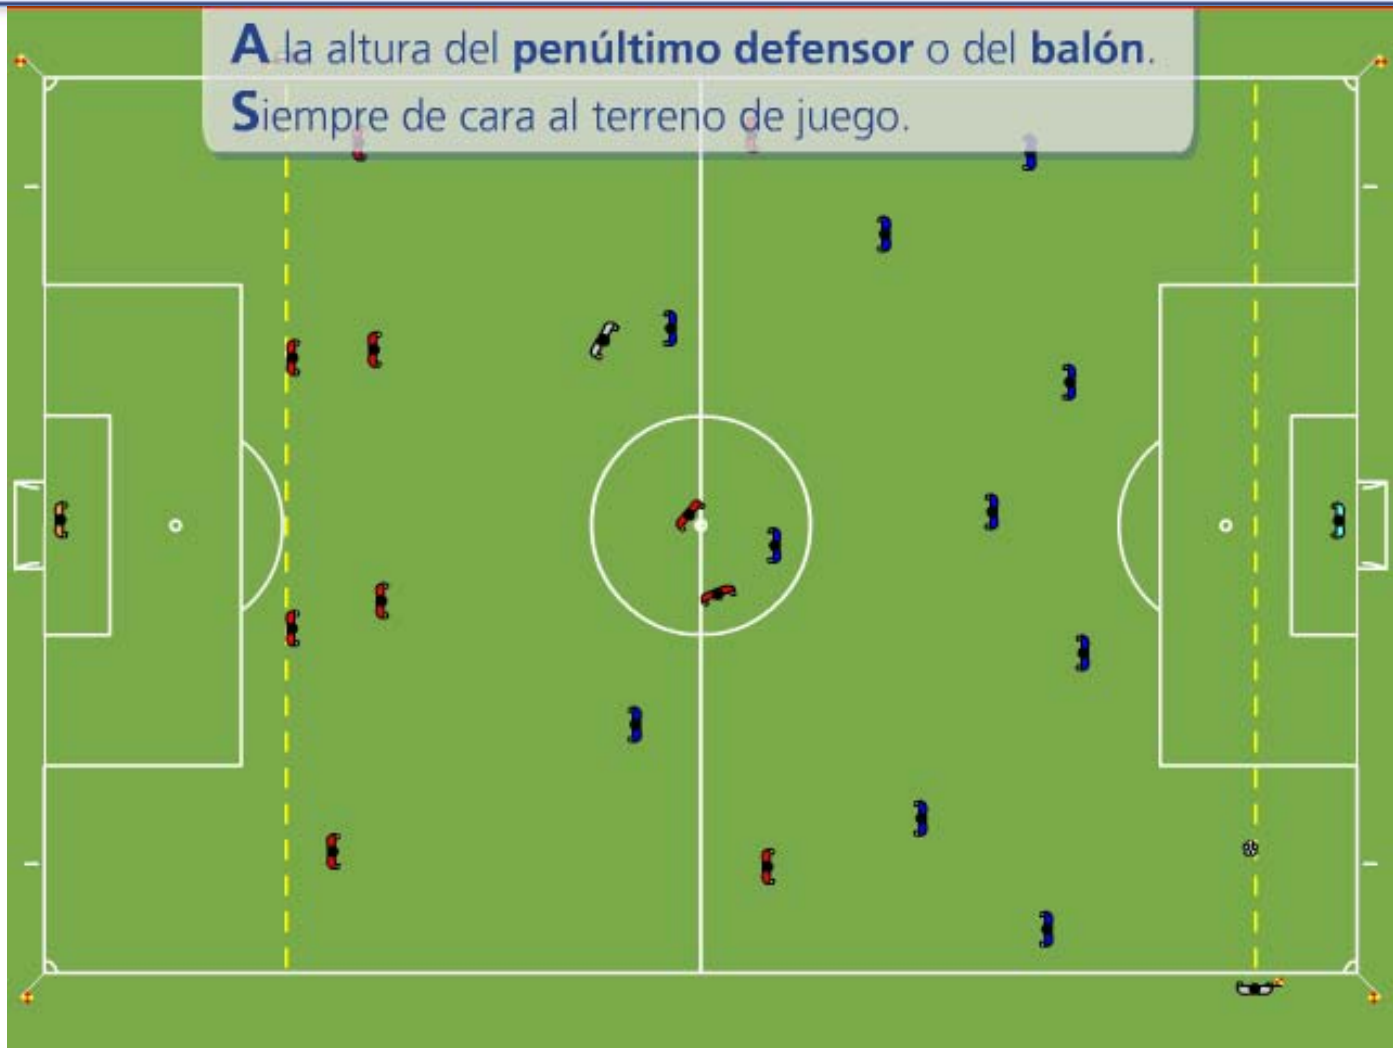 A la altura del penúltimo defensor o del balón.
Siempre de cara al terreno de juego.